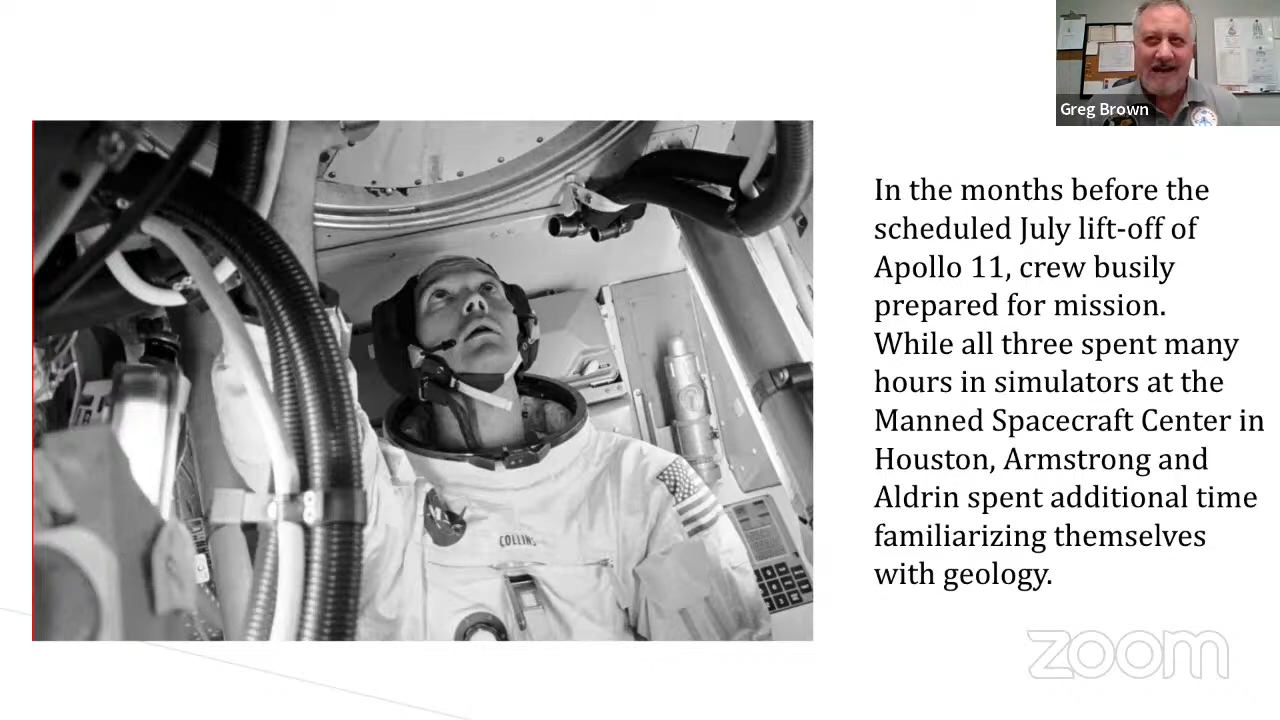 Greg Brown
In the months before the
scheduled July lift-off of
Apollo 11, crew busily
prepared for mission.
While all three spent many
hours in simulators at the
Manned Spacecraft Center in
Houston, Armstrong and
Aldrin spent additional time
familiarizing themselves
with geology.
COLLINS
zoom